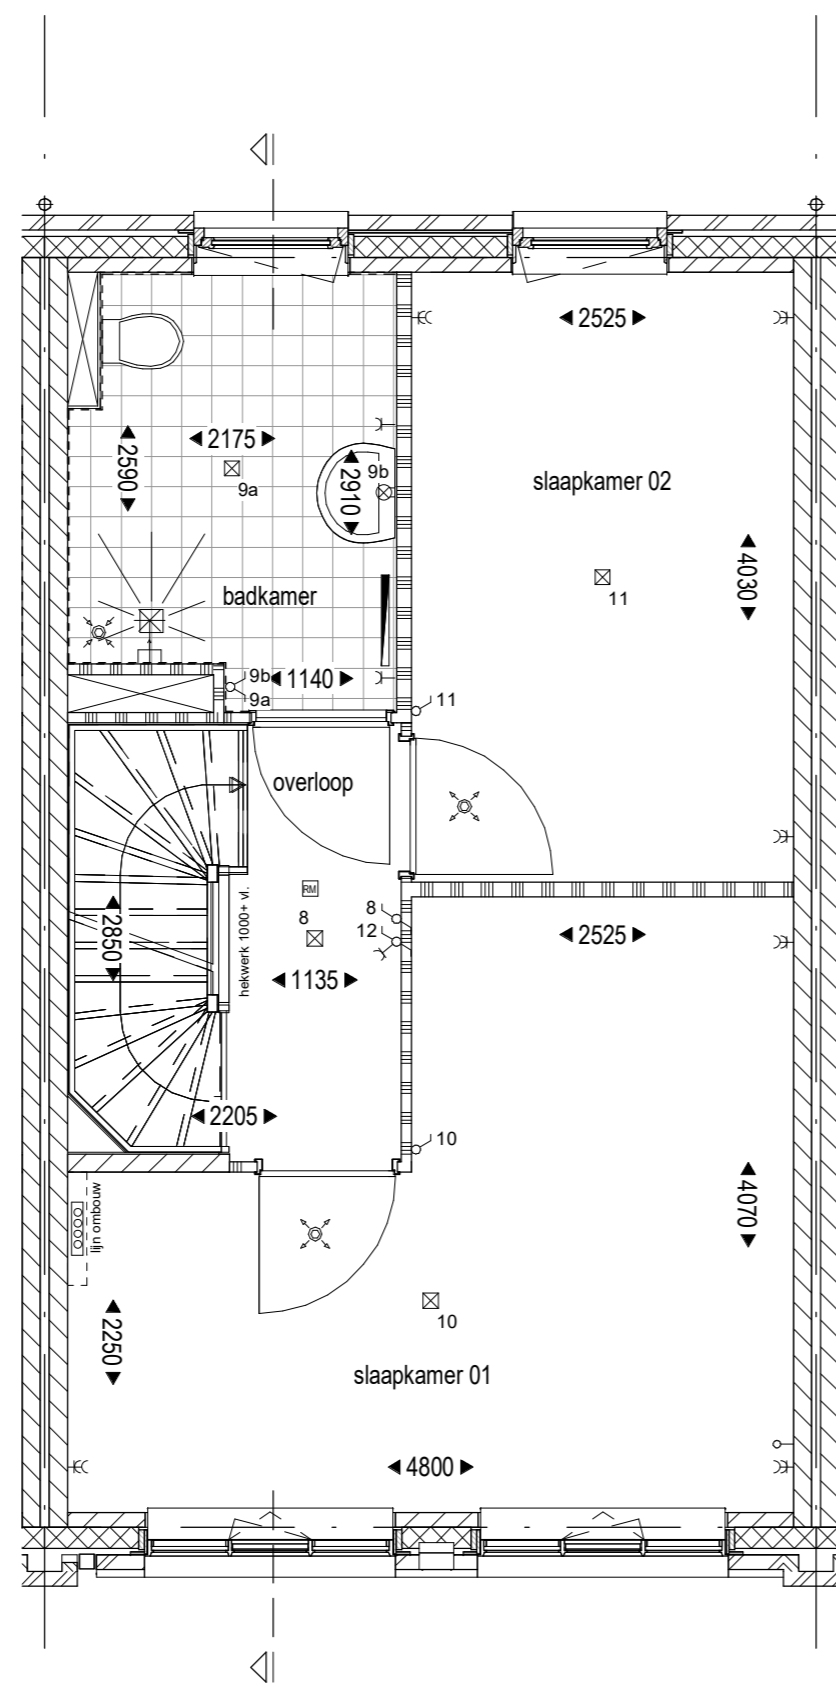 2525
2175
9a
2590
9b
2910
slaapkamer 02
4030
11
badkamer
9b
9a
1140
11
overloop
RM
8
8
12
hekwerk 1000+ vl.
2850
2525
1135
2205
10
lijn ombouw
4070
10
2250
slaapkamer 01
4800